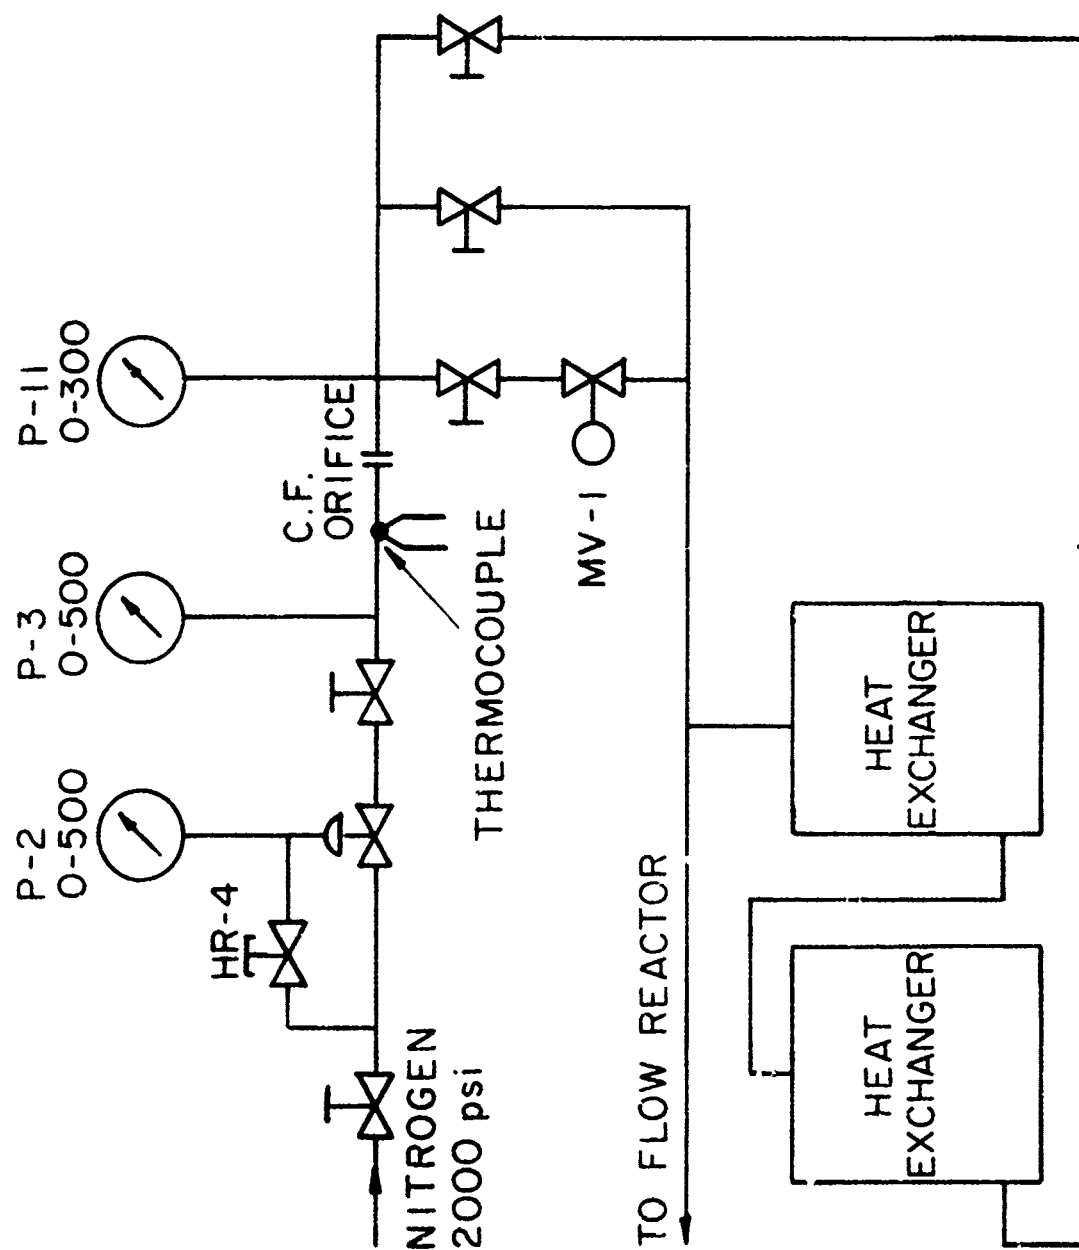 P-2
0-500
P-3
0-500
P-11
0-300
HR-4
C.F.
ORIFICE
NITROGEN
2000 psi
THERMOCOUPLE
MV-1
TO FLOW REACTOR
HEAT
EXCHANGER
HEAT
EXCHANGER